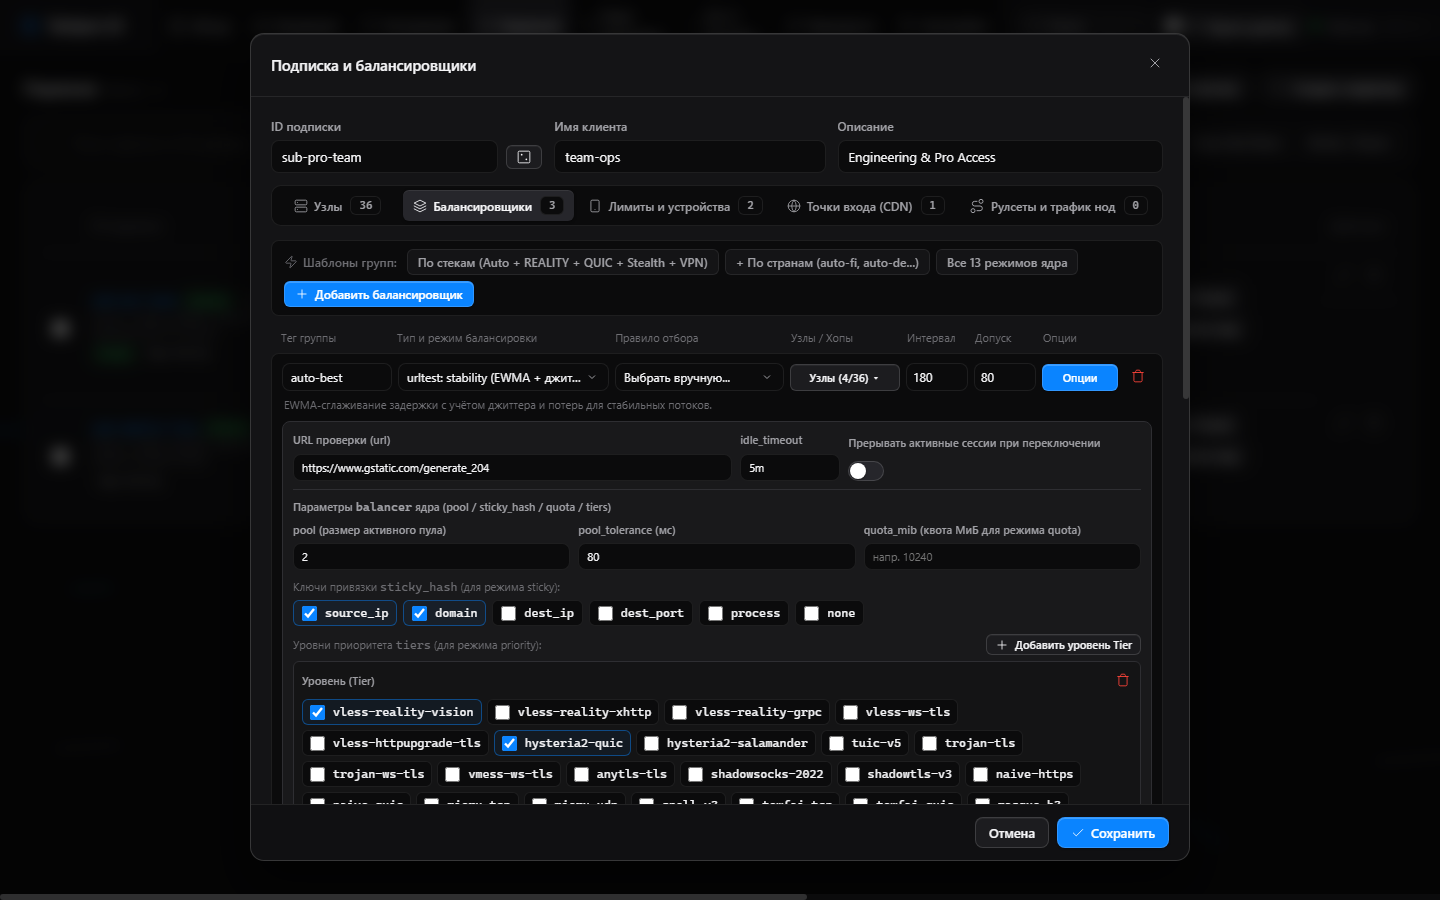 Подписка и балансировщики
ID подписки
Имя клиента
Описание
sub-pro-team
team-ops
Engineering & Pro Access
Узлы 36
Балансировщики 3
Лимиты и устройства 2
Точки входа (CDN) 1
Рулсеты и трафик нод 0
Шаблоны групп:
По стекам (Auto + REALITY + QUIC + Stealth + VPN)
+ По странам (auto-fi, auto-de...)
Все 13 режимов ядра
+ Добавить балансировщик
Тег группы
Тип и режим балансировки
Правило отбора
Узлы / Хопы
Интервал
Допуск
Опции
auto-best
urltest: stability (EWMA + джит...
Выбрать вручную...
Узлы (4/36)
180
80
Опции
EWMA-сглаживание задержки с учётом джиттера и потерь для стабильных потоков.
URL проверки (url)
idle_timeout
Прерывать активные сессии при переключении
https://www.gstatic.com/generate_204
5m
Параметры balancer ядра (pool / sticky_hash / quota / tiers)
pool (размер активного пула)
pool_tolerance (мс)
quota_mib (квота МиБ для режима quota)
2
80
напр. 10240
Ключи привязки sticky_hash (для режима sticky):
source_ip
domain
dest_ip
dest_port
process
none
Уровни приоритета tiers (для режима priority):
+ Добавить уровень Tier
Уровень (Tier)
vless-reality-vision
vless-reality-xhttp
vless-reality-grpc
vless-ws-tls
vless-httpupgrade-tls
hysteria2-quic
hysteria2-salamander
tuic-v5
trojan-tls
trojan-ws-tls
vmess-ws-tls
anytls-tls
shadowsocks-2022
shadowtls-v3
naive-https
Отмена
Сохранить